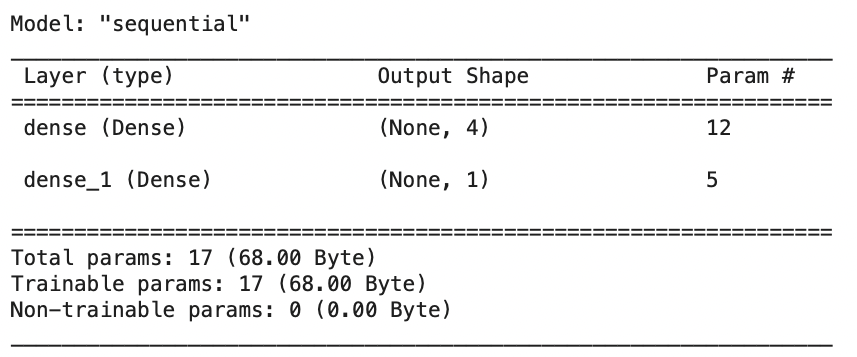 Model: "sequential"
_________________________________________________________________
Layer (type) Output Shape Param #
=================================================================
dense (Dense) (None, 4) 12
dense_1 (Dense) (None, 1) 5
=================================================================
Total params: 17 (68.00 Byte)
Trainable params: 17 (68.00 Byte)
Non-trainable params: 0 (0.00 Byte)
_________________________________________________________________